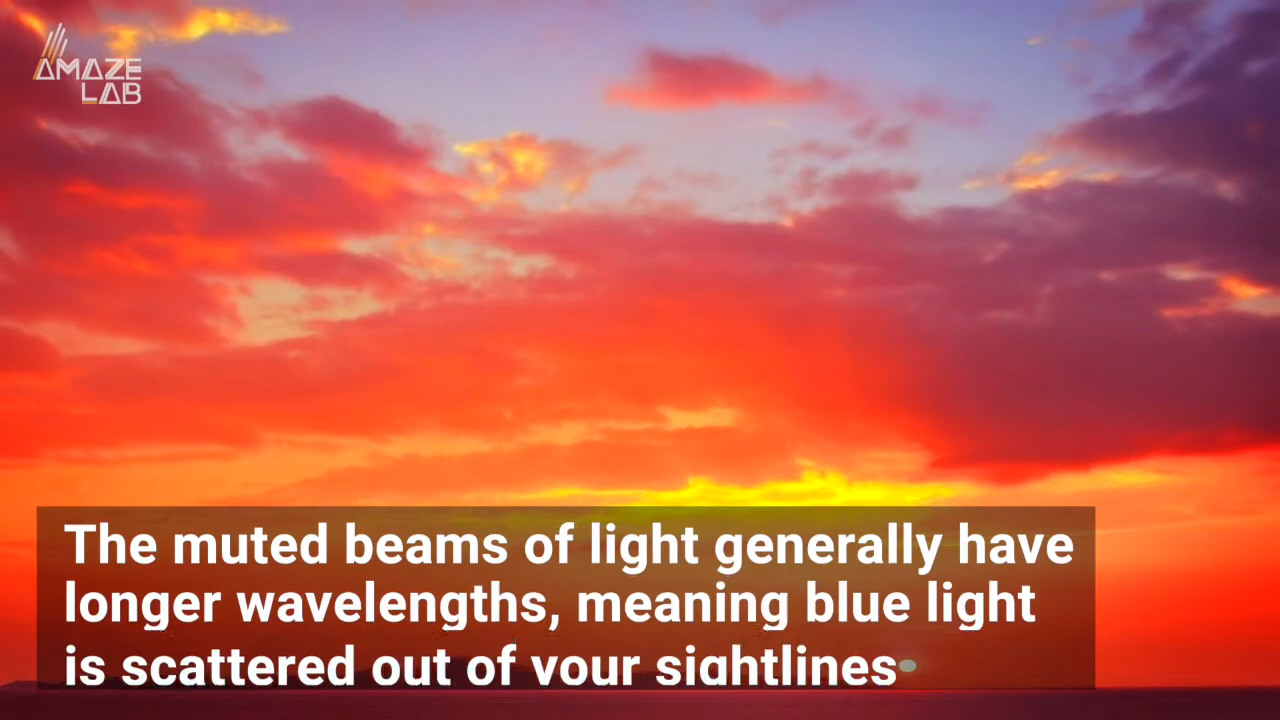 AMAZE
LAB
The muted beams of light generally have
longer wavelengths, meaning blue light
is scattered out of your sightlines